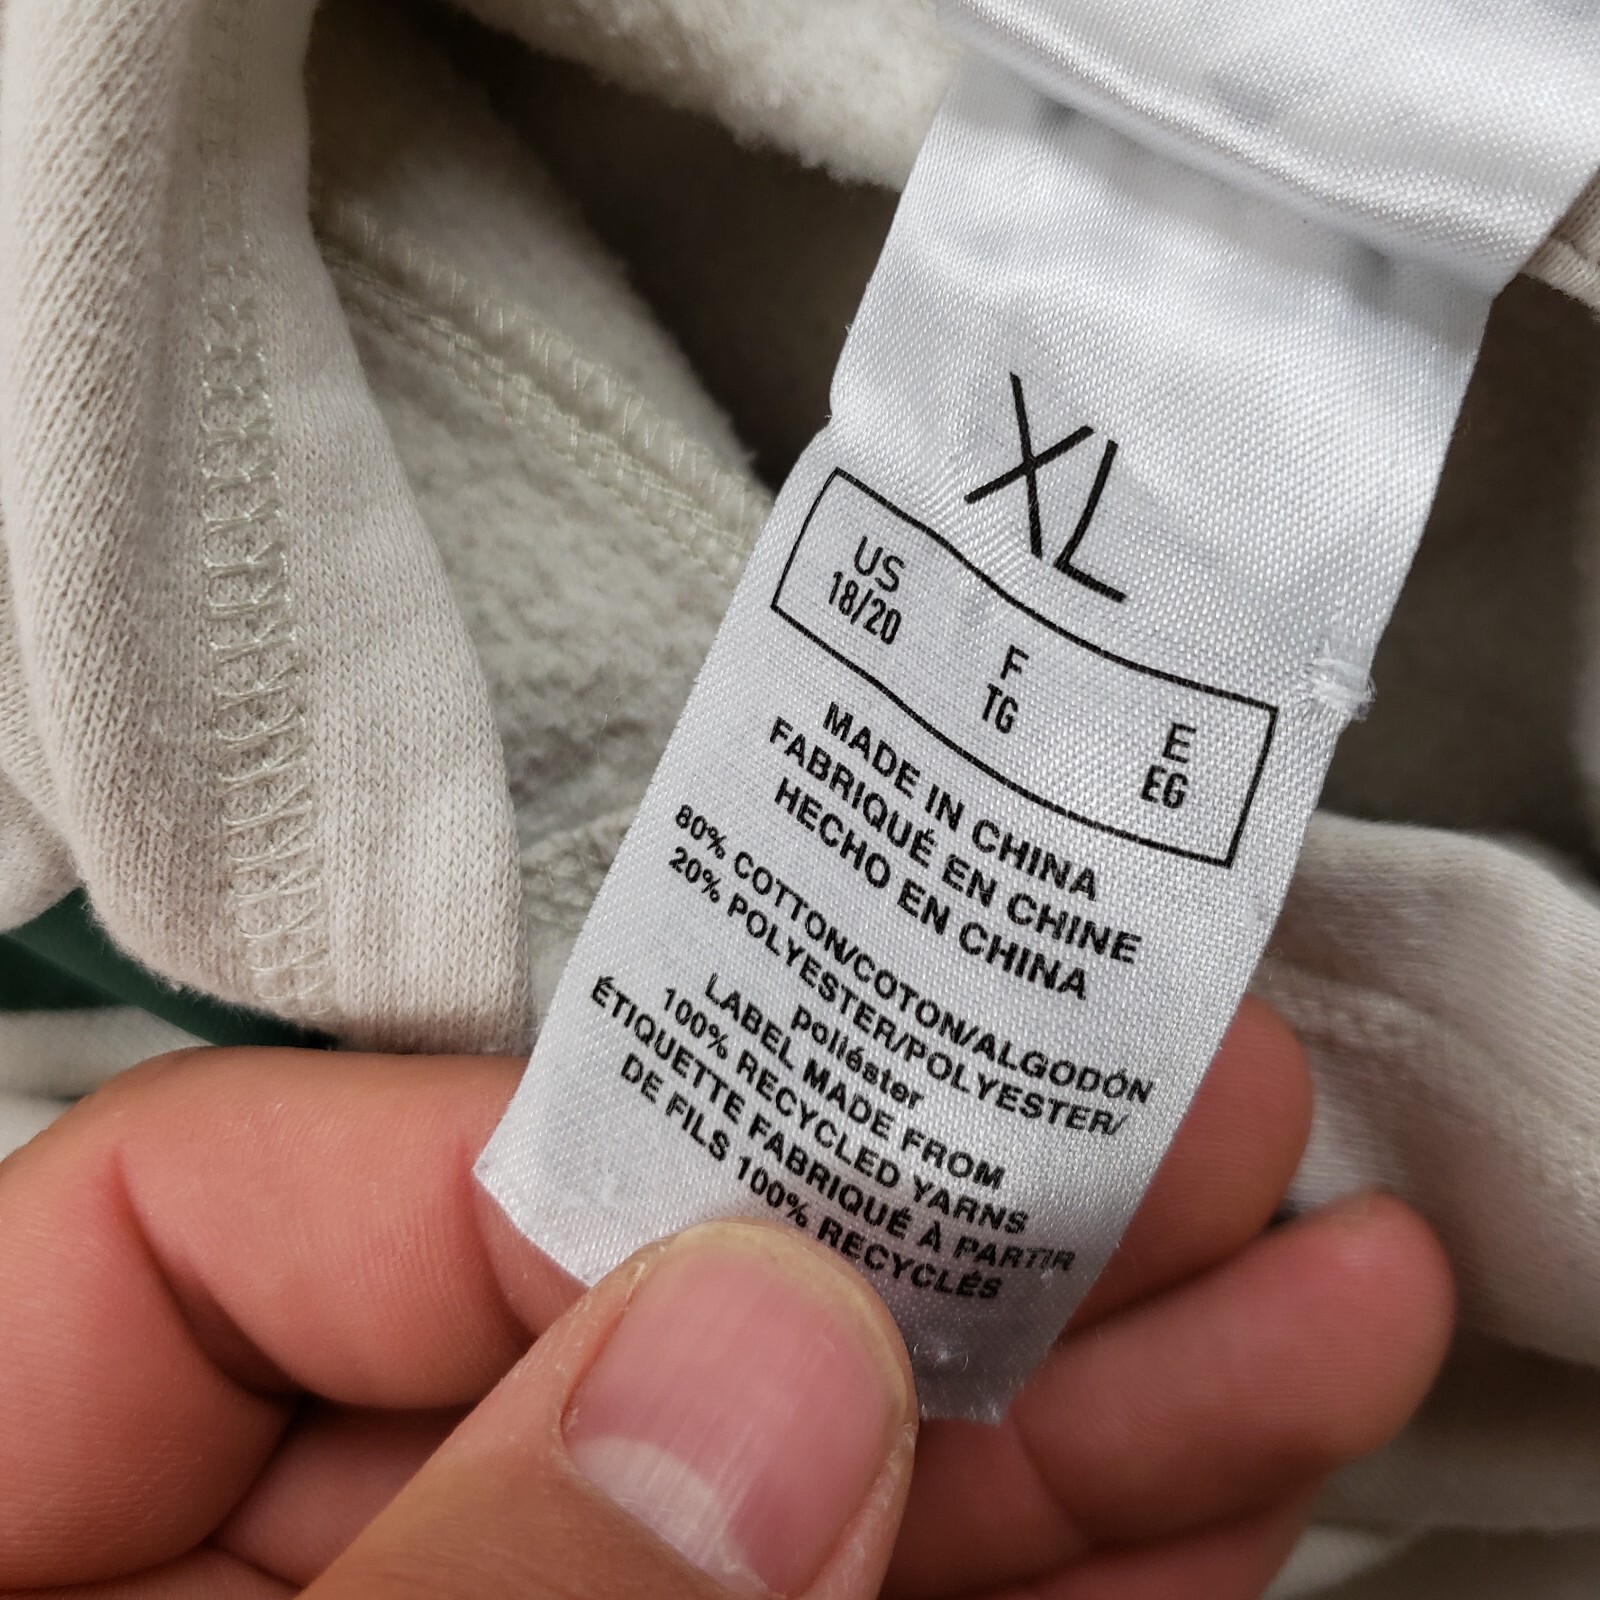 XL
US F E
18/20 TG EG
MADE IN CHINA
FABRIQUÉ EN CHINE
HECHO EN CHINA
80% COTTON/COTON/ALGODÓN
20% POLYESTER/POLYESTER/
poliéster
LABEL MADE FROM
100% RECYCLED YARNS
ÉTIQUETTE FABRIQUÉ À PARTIR
DE FILS 100% RECYCLÉS